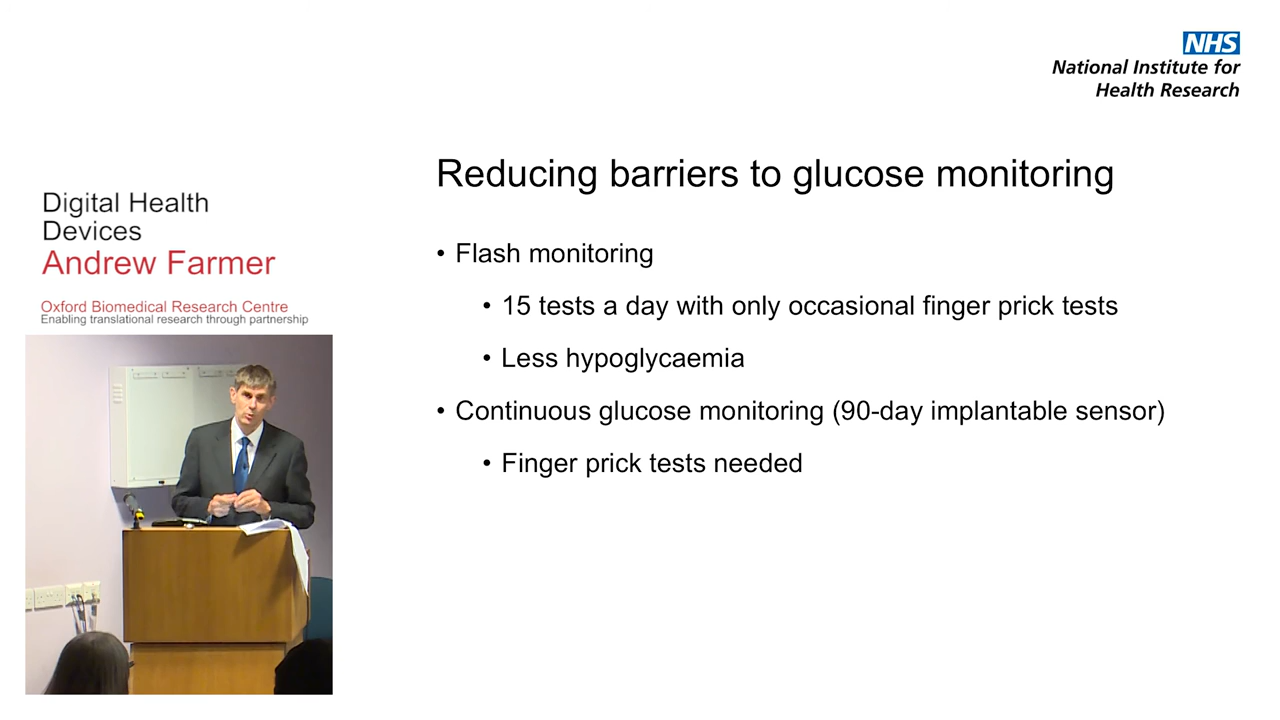 NHS
National Institute for
Health Research
Reducing barriers to glucose monitoring
Digital Health
Devices
Andrew Farmer
Oxford Biomedical Research Centre
Enabling translational research through partnership
• Flash monitoring
• 15 tests a day with only occasional finger prick tests
• Less hypoglycaemia
• Continuous glucose monitoring (90-day implantable sensor)
• Finger prick tests needed